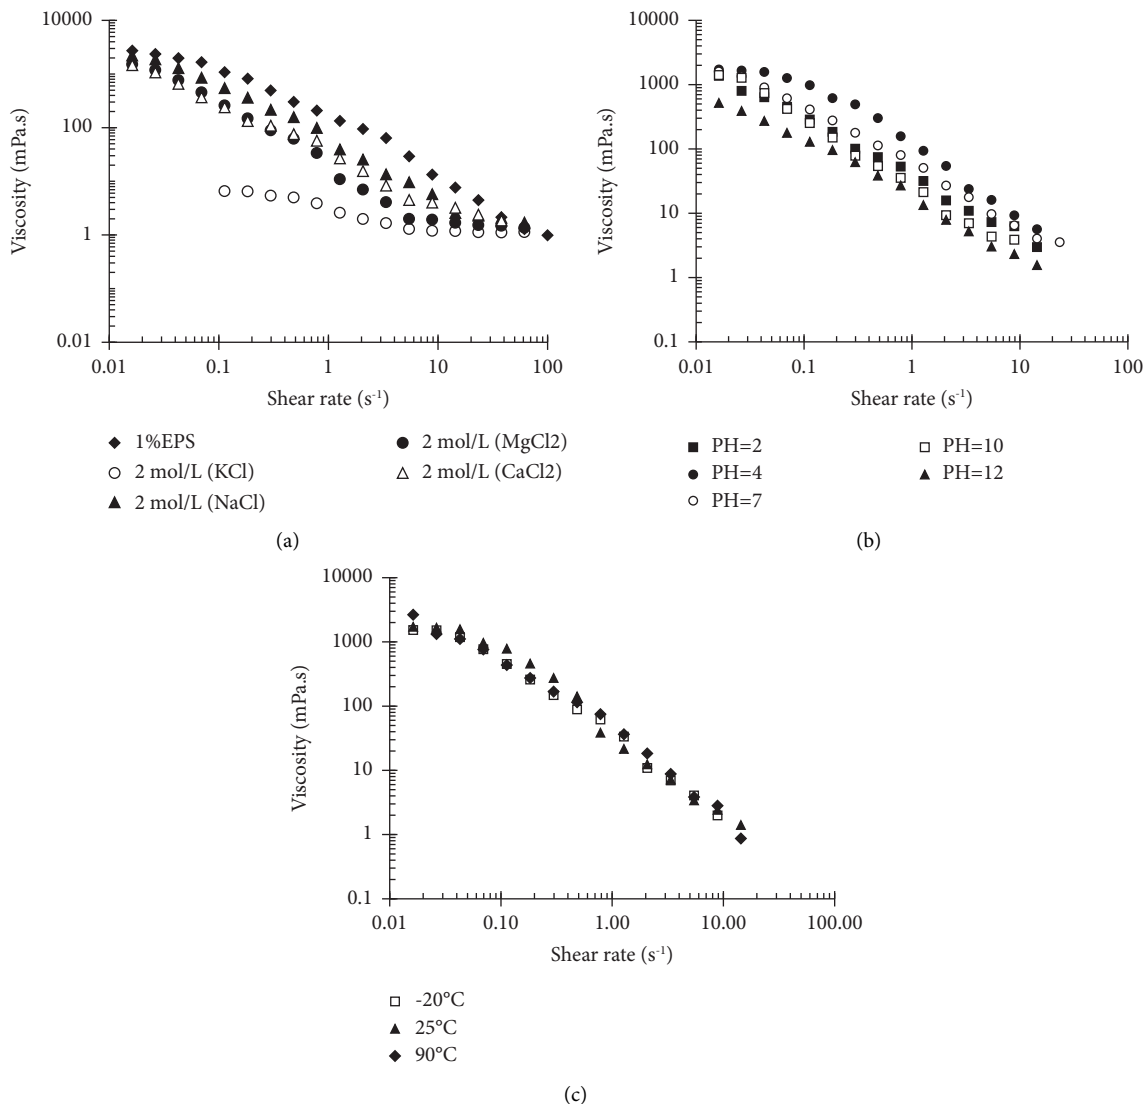 10000
100
1
0.01
Viscosity (mPa.s)
0.01 0.1 1 10 100
Shear rate (s-1)
1%EPS
2 mol/L (KCl)
2 mol/L (NaCl)
2 mol/L (MgCl2)
2 mol/L (CaCl2)
(a)
10000
1000
100
10
1
0.1
Viscosity (mPa.s)
0.01 0.1 1 10 100
Shear rate (s-1)
PH=2
PH=4
PH=7
PH=10
PH=12
(b)
10000
1000
100
10
1
0.1
Viscosity (mPa.s)
0.01 0.10 1.00 10.00 100.00
Shear rate (s-1)
-20°C
25°C
90°C
(c)